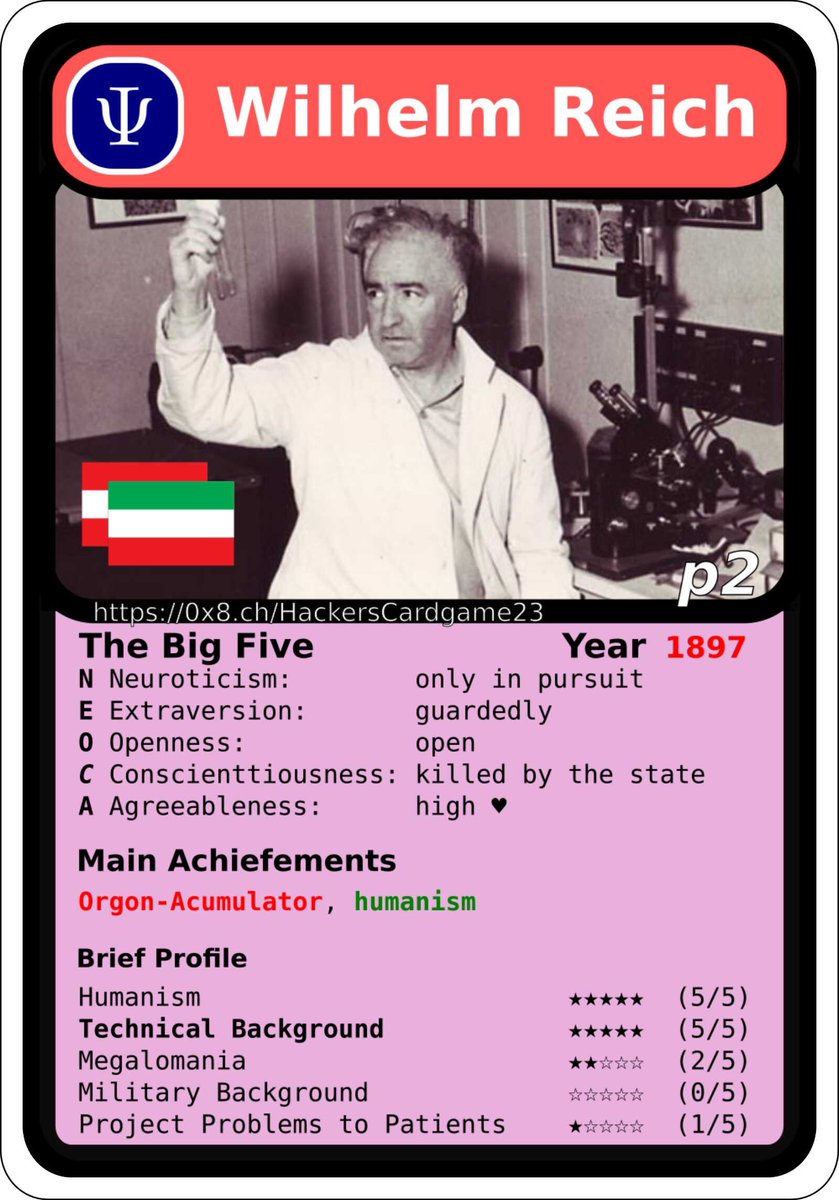 Ψ Wilhelm Reich
p2
https://0x8.ch/HackersCardgame23
The Big Five Year 1897
N Neuroticism: only in pursuit
E Extraversion: guardedly
O Openness: open
C Conscienttiousness: killed by the state
A Agreeableness: high ♥
Main Achiefements
Orgon-Acumulator, humanism
Brief Profile
Humanism ★★★★★ (5/5)
Technical Background ★★★★★ (5/5)
Megalomania ★★☆☆☆ (2/5)
Military Background ☆☆☆☆☆ (0/5)
Project Problems to Patients ★☆☆☆☆ (1/5)